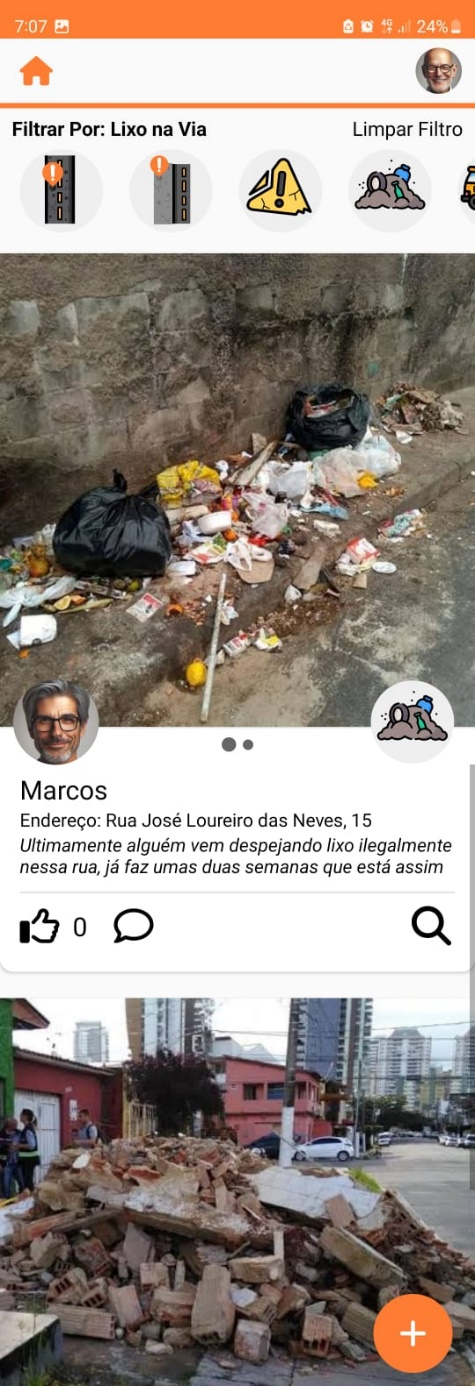 7:07 4G 24%
Filtrar Por: Lixo na Via Limpar Filtro
Marcos
Endereço: Rua José Loureiro das Neves, 15
Ultimamente alguém vem despejando lixo ilegalmente
nessa rua, já faz umas duas semanas que está assim
0